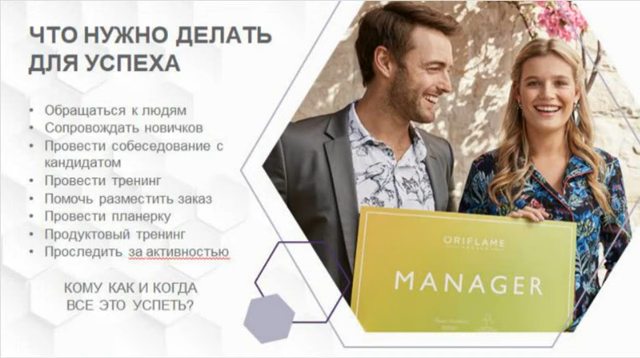 ЧТО НУЖНО ДЕЛАТЬ
ДЛЯ УСПЕХА
• Обращаться к людям
• Сопровождать новичков
• Провести собеседование с
кандидатом
• Провести тренинг
• Помочь разместить заказ
• Провести планерку
• Продуктовый тренинг
• Проследить за активностью
КОМУ КАК И КОГДА
ВСЕ ЭТО УСПЕТЬ?
ORIFLAME
MANAGER